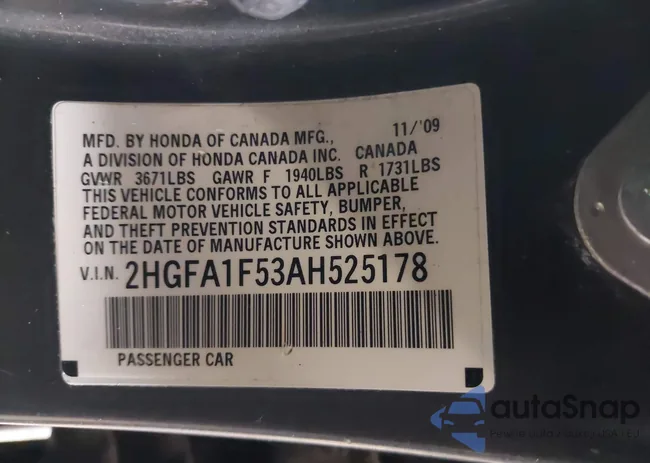 MFD. BY HONDA OF CANADA MFG., 11/'09
A DIVISION OF HONDA CANADA INC. CANADA
GVWR 3671LBS GAWR F 1940LBS R 1731LBS
THIS VEHICLE CONFORMS TO ALL APPLICABLE
FEDERAL MOTOR VEHICLE SAFETY, BUMPER,
AND THEFT PREVENTION STANDARDS IN EFFECT
ON THE DATE OF MANUFACTURE SHOWN ABOVE.
V.I.N. 2HGFA1F53AH525178
PASSENGER CAR
autoSnap